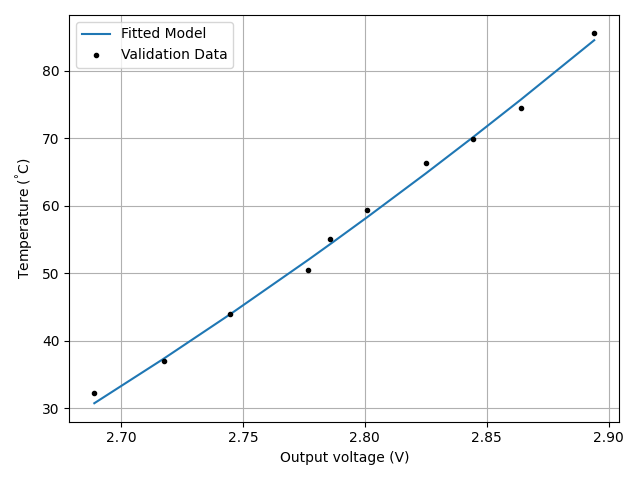 Fitted Model
Validation Data
80
70
60
50
40
30
Temperature (°C)
2.70 2.75 2.80 2.85 2.90
Output voltage (V)